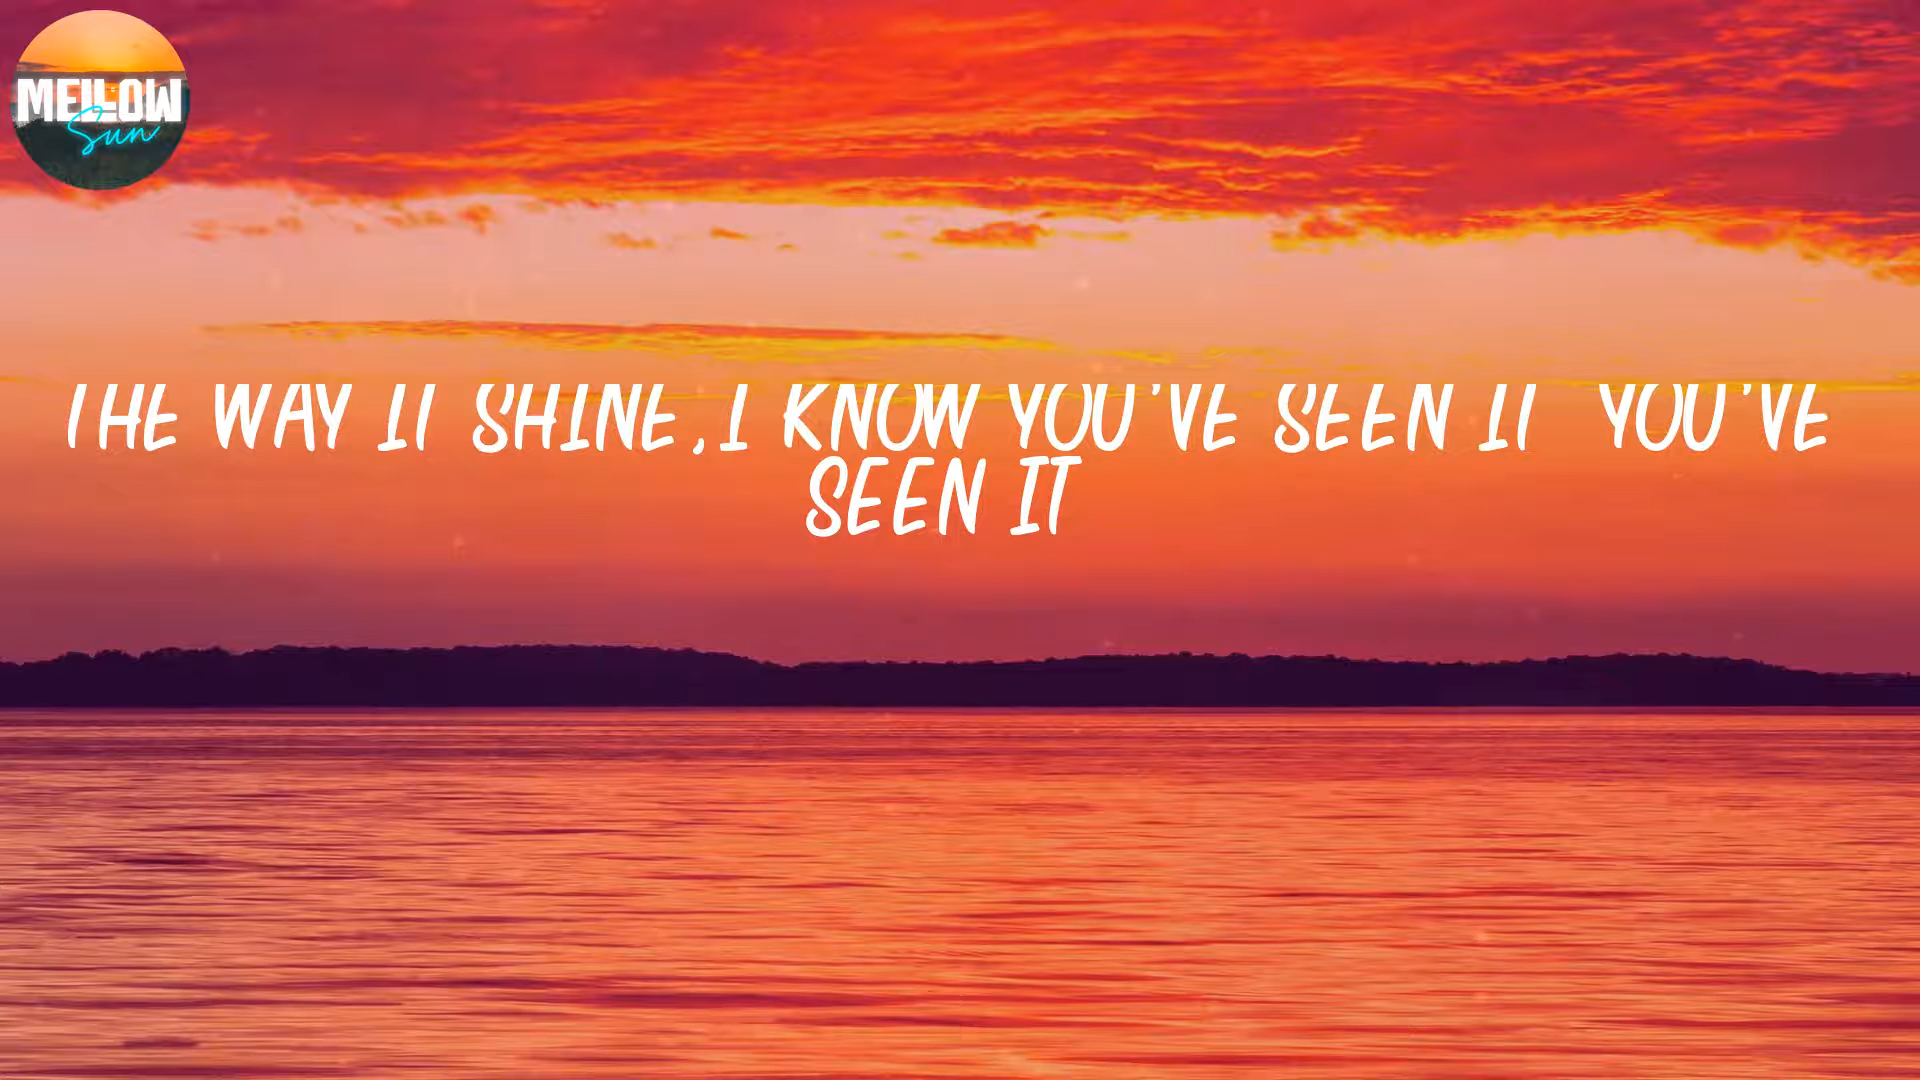 MELLOW
Sun
THE WAY IT SHINE, I KNOW YOU'VE SEEN IT YOU'VE
SEEN IT